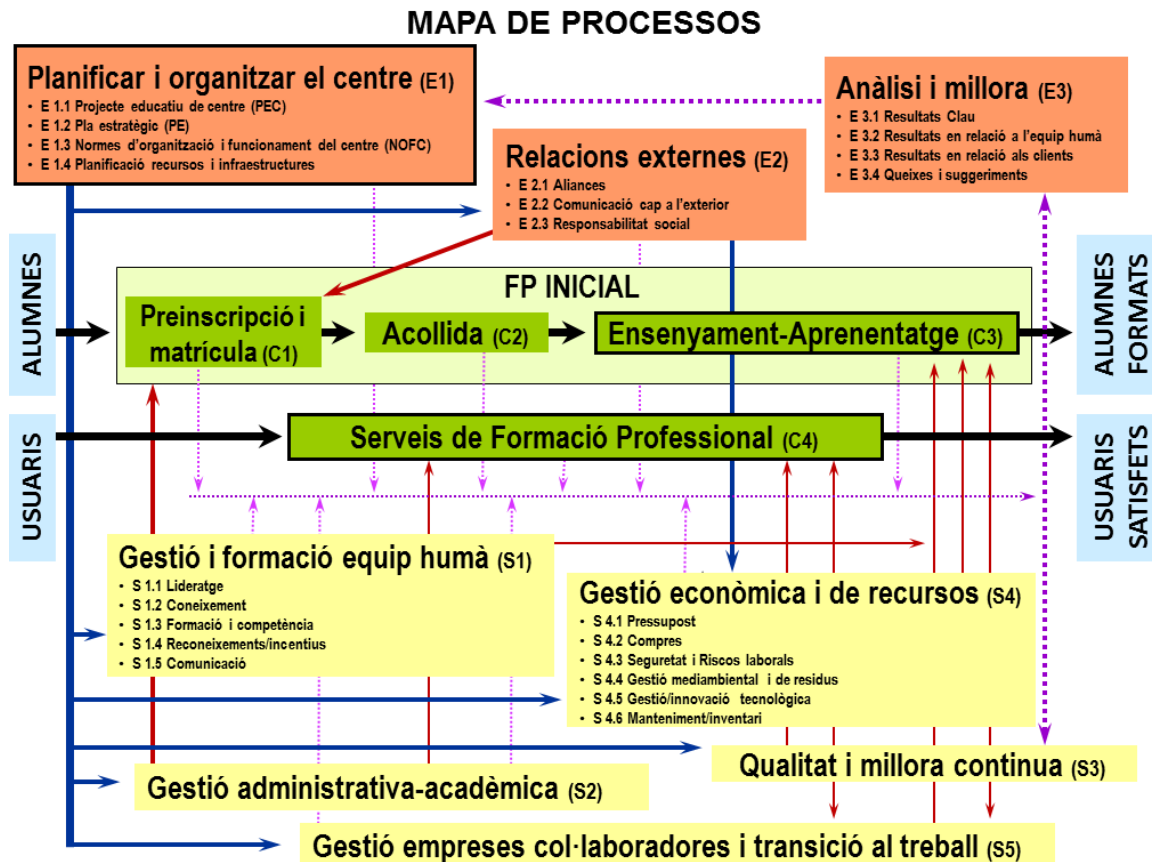 MAPA DE PROCESSOS
Planificar i organitzar el centre (E1)
• E 1.1 Projecte educatiu de centre (PEC)
• E 1.2 Pla estratègic (PE)
• E 1.3 Normes d'organització i funcionament del centre (NOFC)
• E 1.4 Planificació recursos i infraestructures
Anàlisi i millora (E3)
• E 3.1 Resultats Clau
• E 3.2 Resultats en relació a l'equip humà
• E 3.3 Resultats en relació als clients
• E 3.4 Queixes i suggeriments
Relacions externes (E2)
• E 2.1 Aliances
• E 2.2 Comunicació cap a l'exterior
• E 2.3 Responsabilitat social
ALUMNES
FP INICIAL
Preinscripció i
matrícula (C1)
Acollida (C2)
Ensenyament-Aprenentatge (C3)
ALUMNES
FORMATS
USUARIS
Serveis de Formació Professional (C4)
USUARIS
SATISFETS
Gestió i formació equip humà (S1)
• S 1.1 Lideratge
• S 1.2 Coneixement
• S 1.3 Formació i competència
• S 1.4 Reconeixements/incentius
• S 1.5 Comunicació
Gestió econòmica i de recursos (S4)
• S 4.1 Pressupost
• S 4.2 Compres
• S 4.3 Seguretat i Riscos laborals
• S 4.4 Gestió mediambiental i de residus
• S 4.5 Gestió/innovació tecnològica
• S 4.6 Manteniment/inventari
Qualitat i millora continua (S3)
Gestió administrativa-acadèmica (S2)
Gestió empreses col·laboradores i transició al treball (S5)